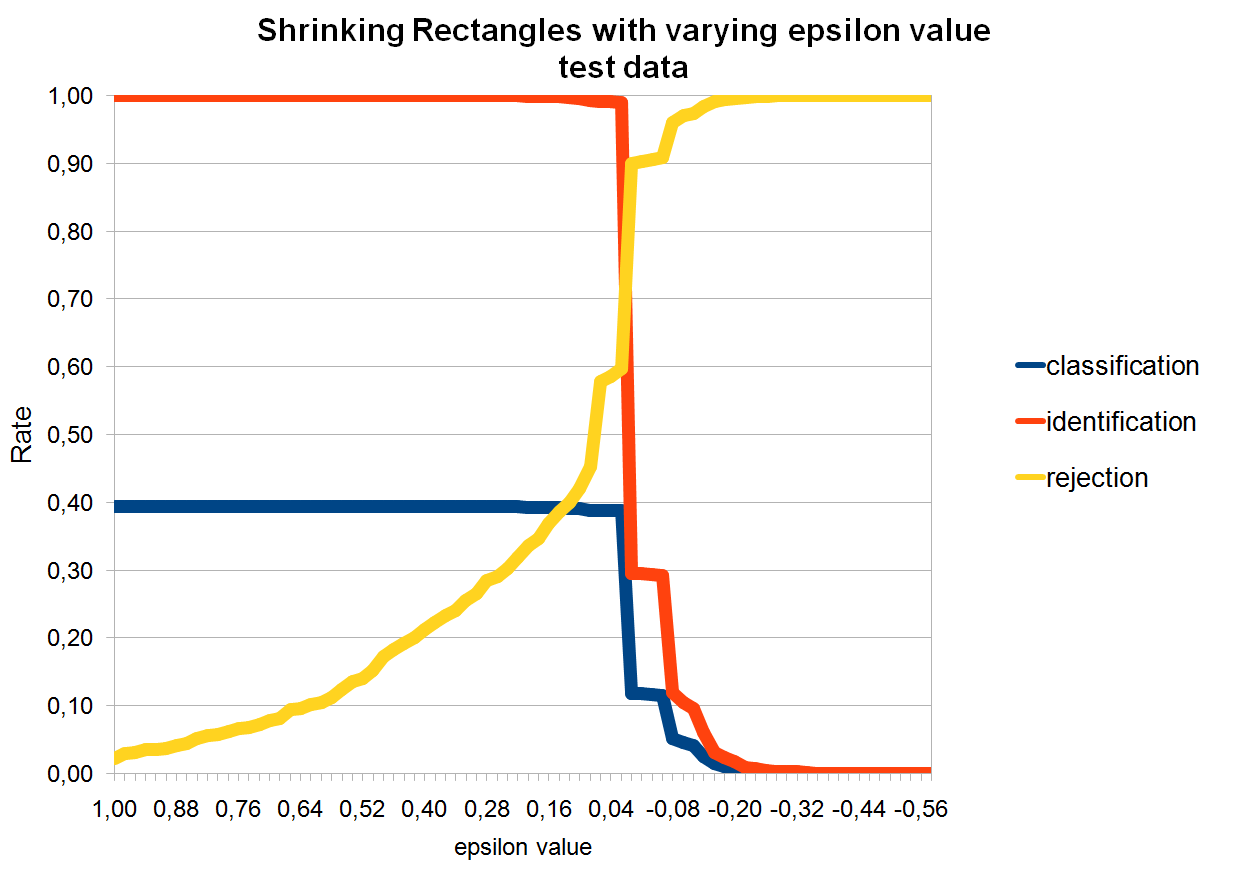 Shrinking Rectangles with varying epsilon value
test data
1,00
0,90
0,80
0,70
0,60
0,50
0,40
0,30
0,20
0,10
0,00
Rate
1,00 0,88 0,76 0,64 0,52 0,40 0,28 0,16 0,04 -0,08 -0,20 -0,32 -0,44 -0,56
epsilon value
classification
identification
rejection